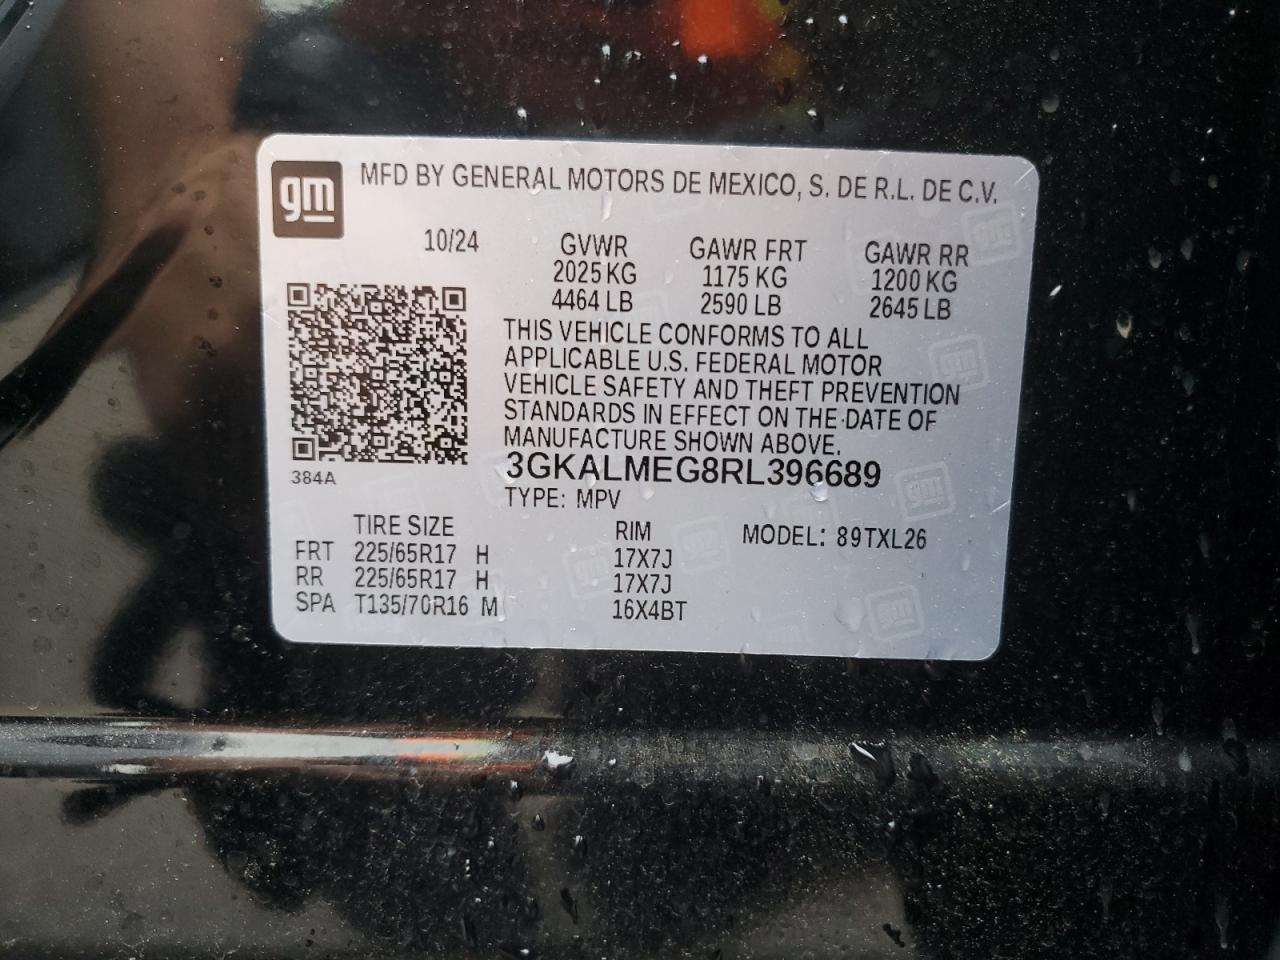 gm
MFD BY GENERAL MOTORS DE MEXICO, S. DE R.L. DE C.V.
10/24 GVWR GAWR FRT GAWR RR
2025 KG 1175 KG 1200 KG
4464 LB 2590 LB 2645 LB
THIS VEHICLE CONFORMS TO ALL
APPLICABLE U.S. FEDERAL MOTOR
VEHICLE SAFETY AND THEFT PREVENTION
STANDARDS IN EFFECT ON THE DATE OF
MANUFACTURE SHOWN ABOVE.
3GKALMEG8RL396689
384A
TYPE: MPV
TIRE SIZE RIM MODEL: 89TXL26
FRT 225/65R17 H 17X7J
RR 225/65R17 H 17X7J
SPA T135/70R16 M 16X4BT